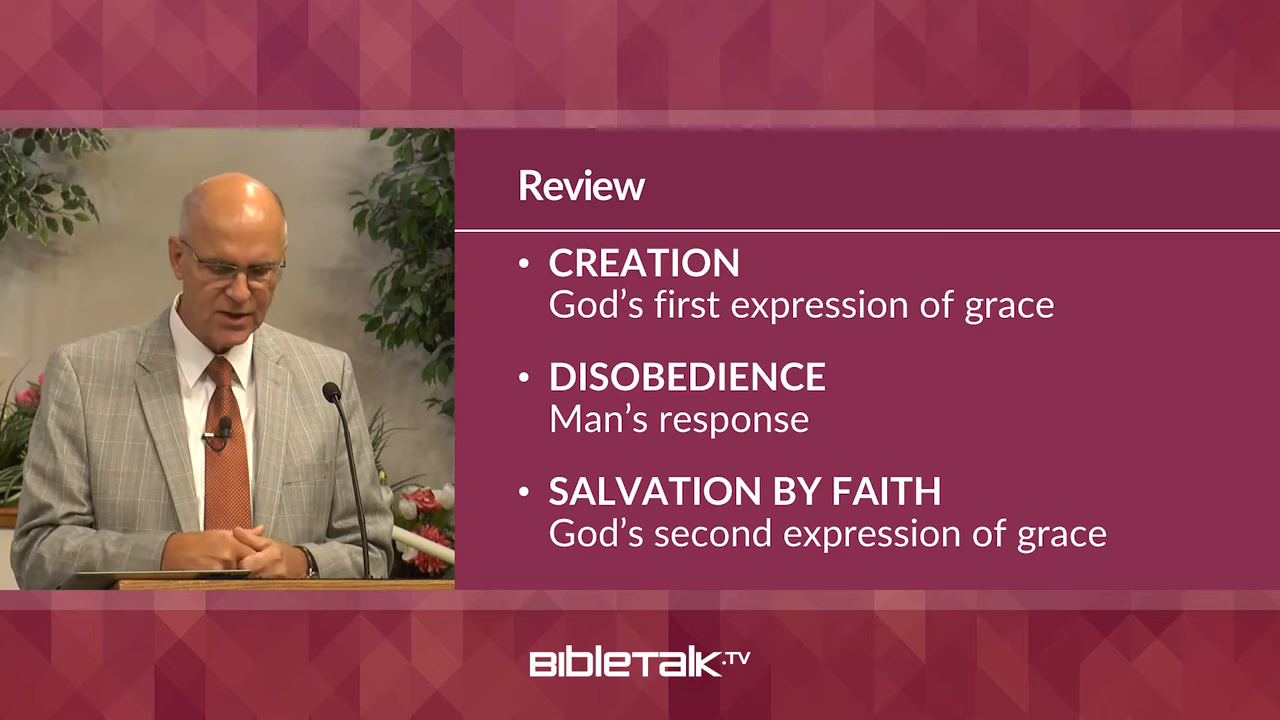 Review
• CREATION
God's first expression of grace
• DISOBEDIENCE
Man's response
• SALVATION BY FAITH
God's second expression of grace
BiBLETALK.TV